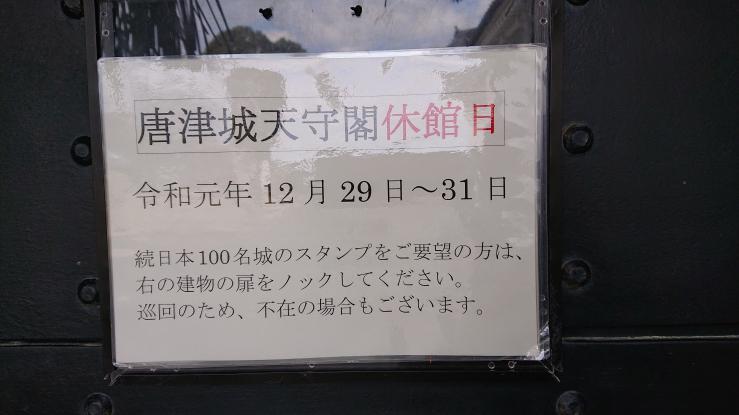 唐津城天守閣休館日
令和元年 12 月 29 日～31 日
続日本100名城のスタンプをご要望の方は、
右の建物の扉をノックしてください。
巡回のため、不在の場合もございます。